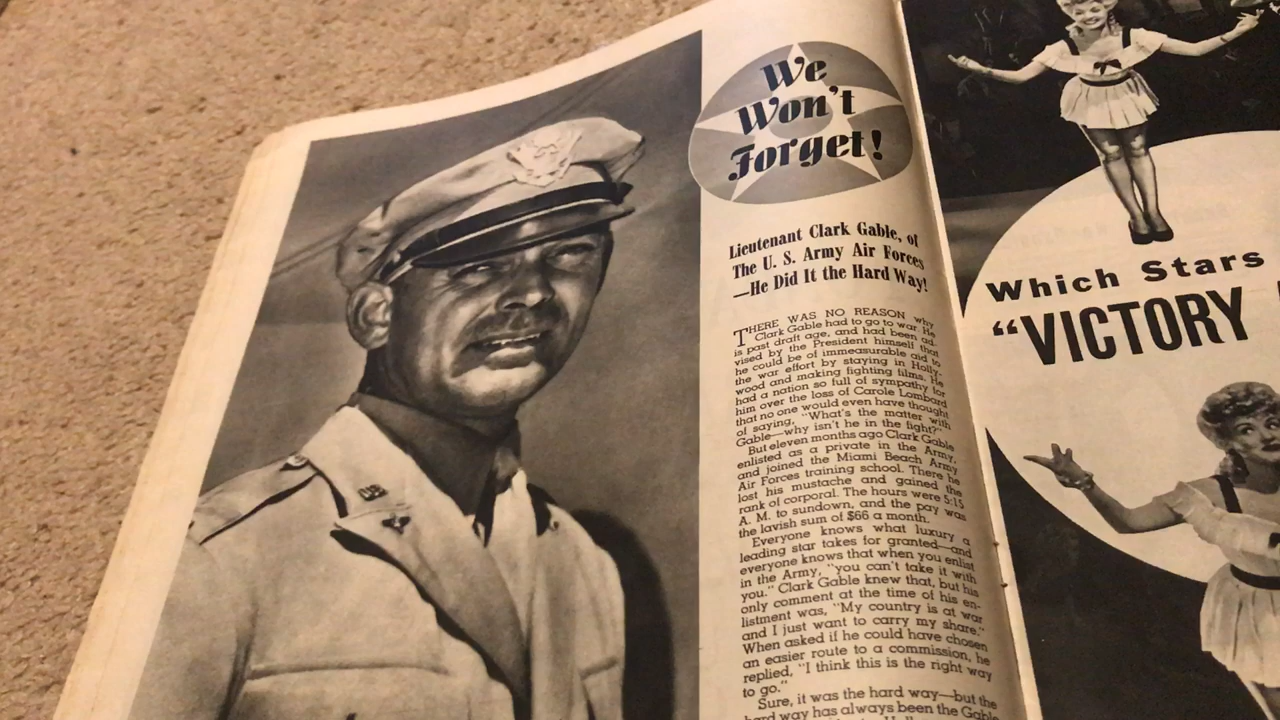 We
Won't
Forget!
Lieutenant Clark Gable, of
The U. S. Army Air Forces
—He Did It the Hard Way!
THERE WAS NO REASON why
Clark Gable had to go to war. He
is past draft age, and had been ad-
vised by the President himself that
he could be of immeasurable aid to
the war effort by staying in Holly-
wood and making fighting films. He
had a nation so full of sympathy for
him over the loss of Carole Lombard
that no one would even have thought
of saying, "What's the matter with
Gable—why isn't he in the fight?"
But eleven months ago Clark Gable
enlisted as a private in the Army,
and joined the Miami Beach Army
Air Forces training school. There he
lost his mustache and gained the
rank of corporal. The hours were 5:15
A. M. to sundown, and the pay was
the lavish sum of $66 a month.
Everyone knows what luxury a
leading star takes for granted—and
everyone knows that when you enlist
in the Army, "you can't take it with
you." Clark Gable knew that, but his
only comment at the time of his en-
listment was, "My country is at war
and I just want to carry my share."
When asked if he could have chosen
an easier route to a commission, he
replied, "I think this is the right way
to go."
Sure, it was the hard way—but the
hard way has always been the Gable
Which Stars
"VICTORY
US